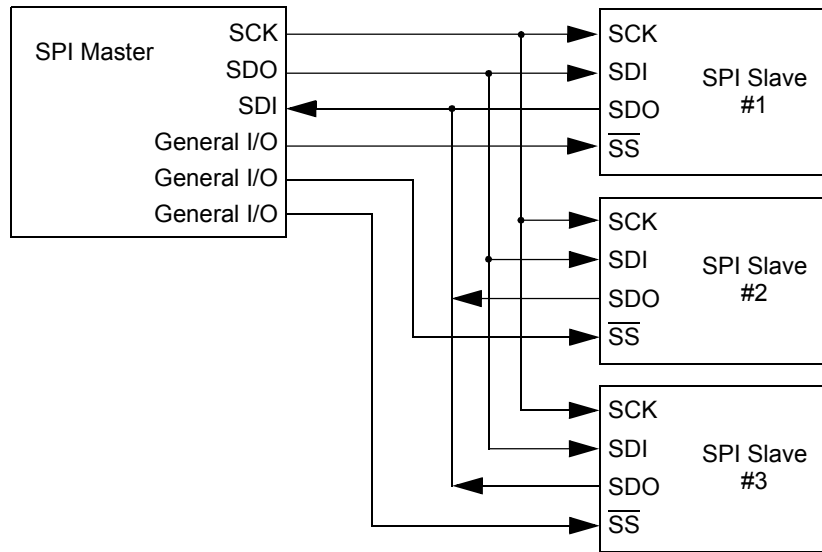 SPI Master
SCK
SDO
SDI
General I/O
General I/O
General I/O
SCK
SDI
SDO
SS
SPI Slave
#1
SCK
SDI
SDO
SS
SPI Slave
#2
SCK
SDI
SDO
SS
SPI Slave
#3